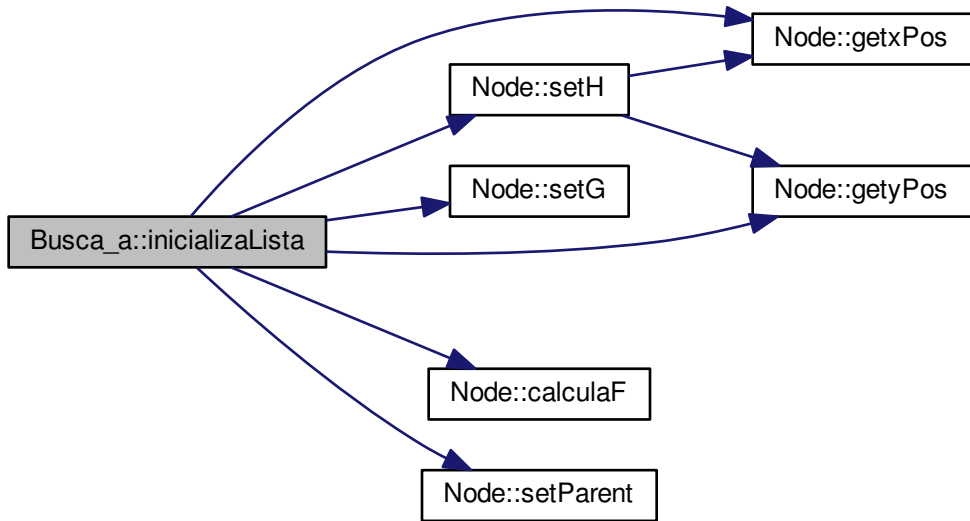 Node::getxPos
Node::setH
Node::setG
Node::getyPos
Busca_a::inicializaLista
Node::calculaF
Node::setParent